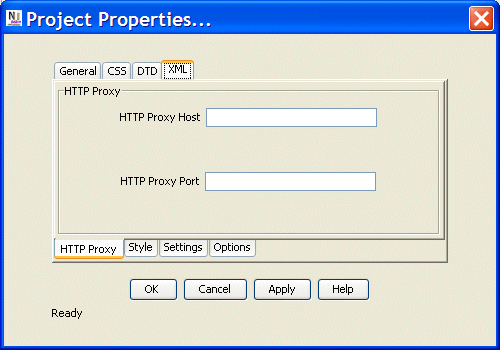 Project Properties...
General CSS DTD XML
HTTP Proxy
HTTP Proxy Host
HTTP Proxy Port
HTTP Proxy Style Settings Options
OK Cancel Apply Help
Ready